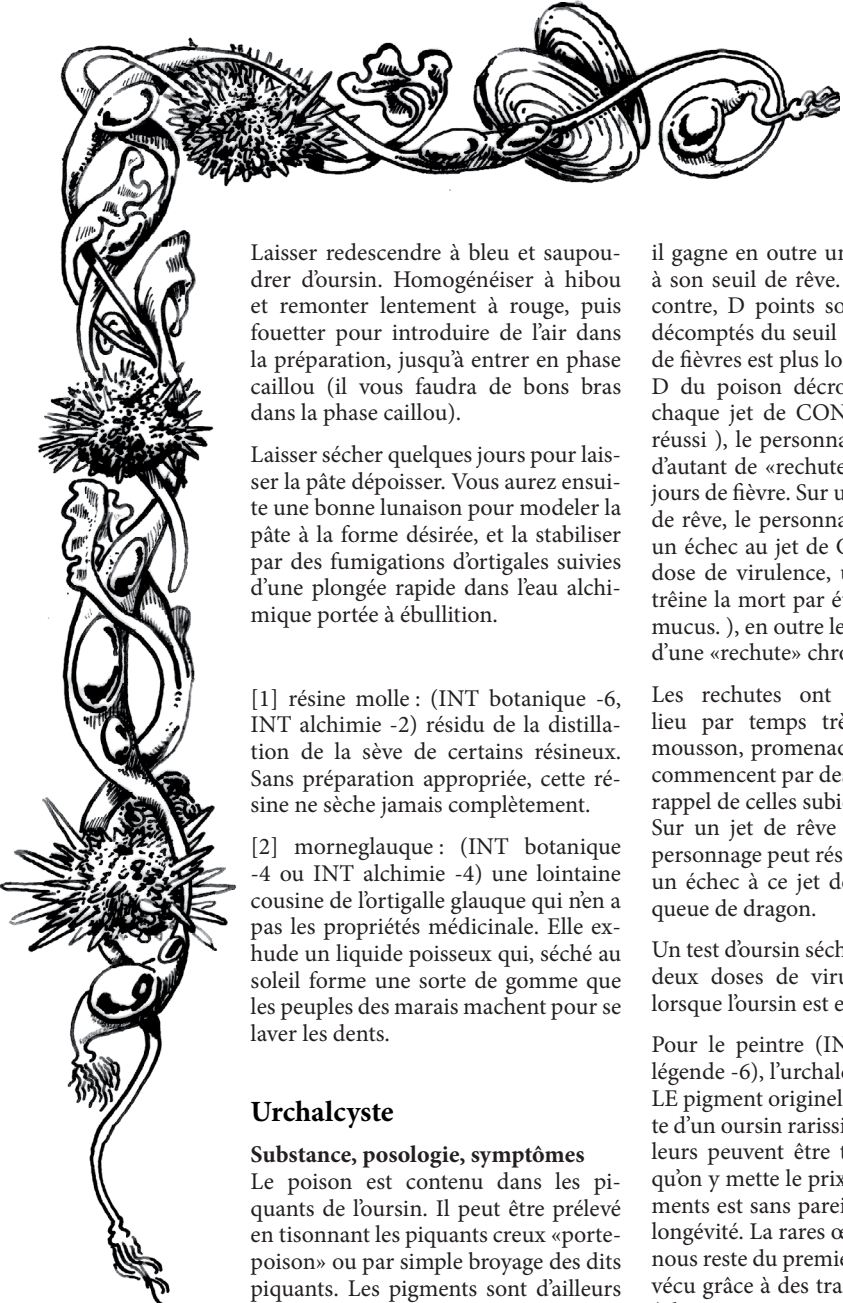 Laisser redescendre à bleu et saupou-
drer d'oursin. Homogénéiser à hibou
et remonter lentement à rouge, puis
fouetter pour introduire de l'air dans
la préparation, jusqu'à entrer en phase
caillou (il vous faudra de bons bras
dans la phase caillou).
Laisser sécher quelques jours pour lais-
ser la pâte dépoisser. Vous aurez ensui-
te une bonne lunaison pour modeler la
pâte à la forme désirée, et la stabiliser
par des fumigations d'ortigales suivies
d'une plongée rapide dans l'eau alchi-
mique portée à ébullition.
[1] résine molle : (INT botanique -6,
INT alchimie -2) résidu de la distilla-
tion de la sève de certains résineux.
Sans préparation appropriée, cette ré-
sine ne sèche jamais complètement.
[2] morneglauque : (INT botanique
-4 ou INT alchimie -4) une lointaine
cousine de l'ortigalle glauque qui n'en a
pas les propriétés médicinale. Elle ex-
hude un liquide poisseux qui, séché au
soleil forme une sorte de gomme que
les peuples des marais machent pour se
laver les dents.
Urchalcyste
Substance, posologie, symptômes
Le poison est contenu dans les pi-
quants de l'oursin. Il peut être prélevé
en tisonnant les piquants creux «porte-
poison» ou par simple broyage des dits
piquants. Les pigments sont d'ailleurs
il gagne en outre un
à son seuil de rêve.
contre, D points so
décomptés du seuil
de fièvres est plus lo
D du poison décro
chaque jet de CON
réussi ), le personna
d'autant de «rechute
jours de fièvre. Sur u
de rêve, le personna
un échec au jet de C
dose de virulence, u
trêine la mort par é
mucus. ), en outre le
d'une «rechute» chro
Les rechutes ont
lieu par temps trè
mousson, promenad
commencent par des
rappel de celles subi
Sur un jet de rêve
personnage peut rés
un échec à ce jet d
queue de dragon.
Un test d'oursin séch
deux doses de viru
lorsque l'oursin est e
Pour le peintre (IN
légende -6), l'urchalc
LE pigment originel
te d'un oursin rarissi
leurs peuvent être t
qu'on y mette le prix
ments est sans parei
longévité. La rares œ
nous reste du premie
vécu grâce à des tra